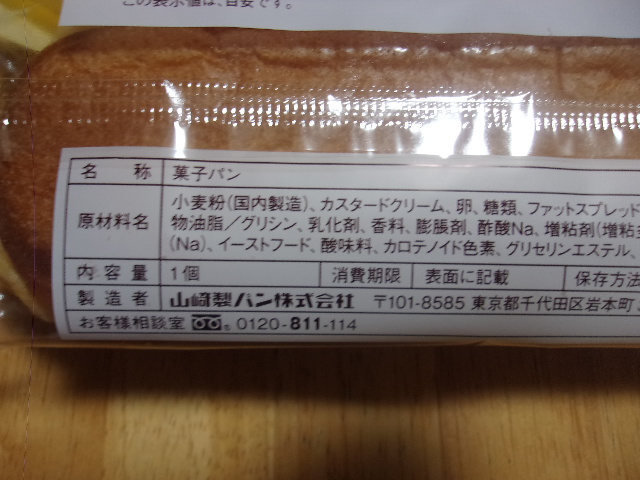 この表示値は、目安です。
名 称 菓子パン
原材料名 小麦粉(国内製造)、カスタードクリーム、卵、糖類、ファットスプレッド
物油脂/グリシン、乳化剤、香料、膨脹剤、酢酸Na、増粘剤(増粘多
(Na)、イーストフード、酸味料、カロテノイド色素、グリセリンエステル、
内容量 1個 消費期限 表面に記載 保存方法
製造者 山崎製パン株式会社 〒101-8585 東京都千代田区岩本町
お客様相談室 0120-811-114